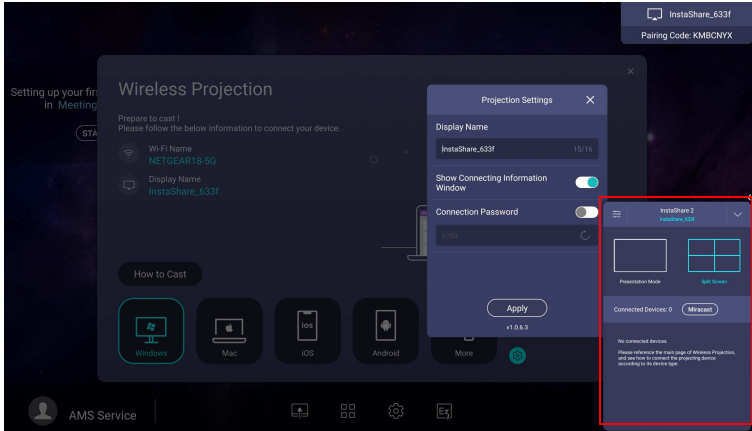 InstaShare_633f
Pairing Code: KMBCNYX
Setting up your fir
in Meeting
STA
Wireless Projection
Prepare to cast !
Please follow the below information to connect your device.
Wi-Fi Name
NETGEAR18-5G
Display Name
InstaShare_633f
How to Cast
Windows
Mac
iOS
iOS
Android
More
Projection Settings
Display Name
InstaShare_633f
15/16
Show Connecting Information
Window
Connection Password
Apply
v1.0.6.3
InstaShare 2
InstaShare_633f
Presentation Mode
Split Screen
Connected Devices: 0
Miracast
No connected devices.
Please reference the main page of Wireless Projection,
and see how to connect the projecting device
according to its device type.
AMS Service